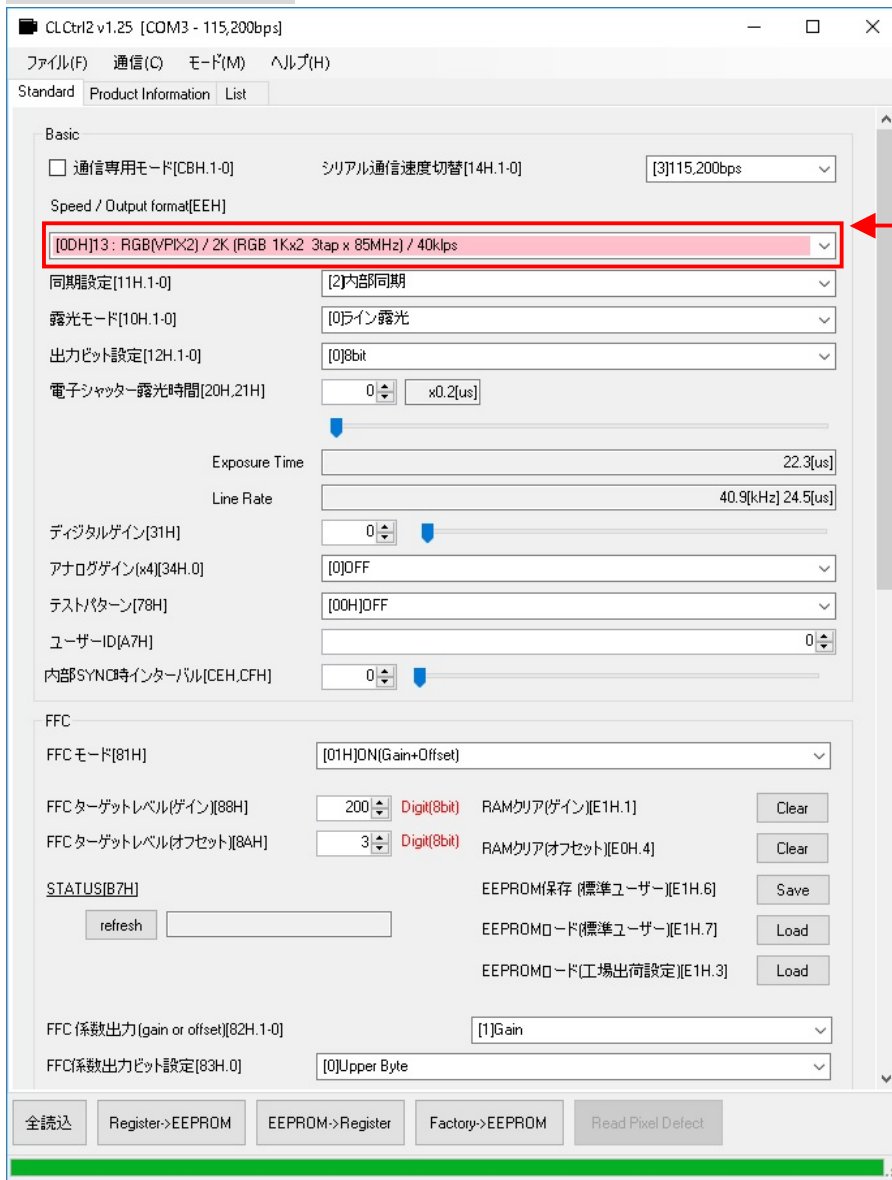 CLCtrl2 v1.25 [COM3 - 115,200bps]
ファイル(F) 通信(C) モード(M) ヘルプ(H)
Standard Product Information List
Basic
通信専用モード[CBH.1-0] シリアル通信速度切替[14H.1-0] [3]115,200bps
Speed / Output format[EEH]
[0DH]13 : RGB(VPIX2) / 2K (RGB 1Kx2 3tap x 85MHz) / 40klps
同期設定[11H.1-0] [2]内部同期
露光モード[10H.1-0] [0]ライン露光
出力ビット設定[12H.1-0] [0]8bit
電子シャッター露光時間[20H,21H] 0 x0.2[us]
Exposure Time 22.3[us]
Line Rate 40.9[kHz] 24.5[us]
ディジタルゲイン[31H] 0
アナログゲイン(x4)[34H.0] [0]OFF
テストパターン[78H] [00H]OFF
ユーザーID[A7H] 0
内部SYNC時インターバル[CEH,CFH] 0
FFC
FFCモード[81H] [01H]ON(Gain+Offset)
FFCターゲットレベル(ゲイン)[88H] 200 Digit(8bit) RAMクリア(ゲイン)[E1H.1] Clear
FFCターゲットレベル(オフセット)[8AH] 3 Digit(8bit) RAMクリア(オフセット)[E0H.4] Clear
STATUS[B7H] EEPROM保存 (標準ユーザー)[E1H.6] Save
refresh EEPROMロード(標準ユーザー)[E1H.7] Load
EEPROMロード(工場出荷設定)[E1H.3] Load
FFC係数出力(gain or offset)[82H.1-0] [1]Gain
FFC係数出力ビット設定[83H.0] [0]Upper Byte
全読込 Register->EEPROM EEPROM->Register Factory->EEPROM Read Pixel Defect